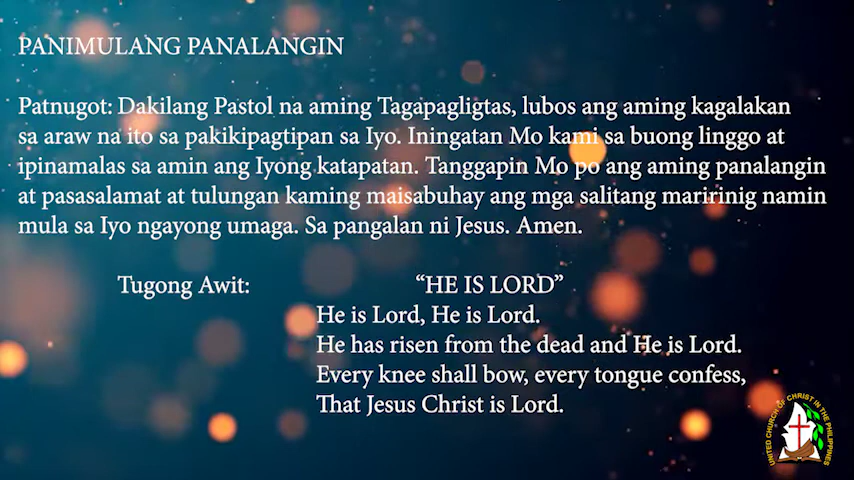 PANIMULANG PANALANGIN
Patnugot: Dakilang Pastol na aming Tagapagligtas, lubos ang aming kagalakan
sa araw na ito sa pakikipagtipan sa Iyo. Iningatan Mo kami sa buong linggo at
ipinamalas sa amin ang Iyong katapatan. Tanggapin Mo po ang aming panalangin
at pasasalamat at tulungan kaming maisabuhay ang mga salitang maririnig namin
mula sa Iyo ngayong umaga. Sa pangalan ni Jesus. Amen.
Tugong Awit: “HE IS LORD”
He is Lord, He is Lord.
He has risen from the dead and He is Lord.
Every knee shall bow, every tongue confess,
That Jesus Christ is Lord.
UNITED CHURCH OF CHRIST IN THE PHILIPPINES